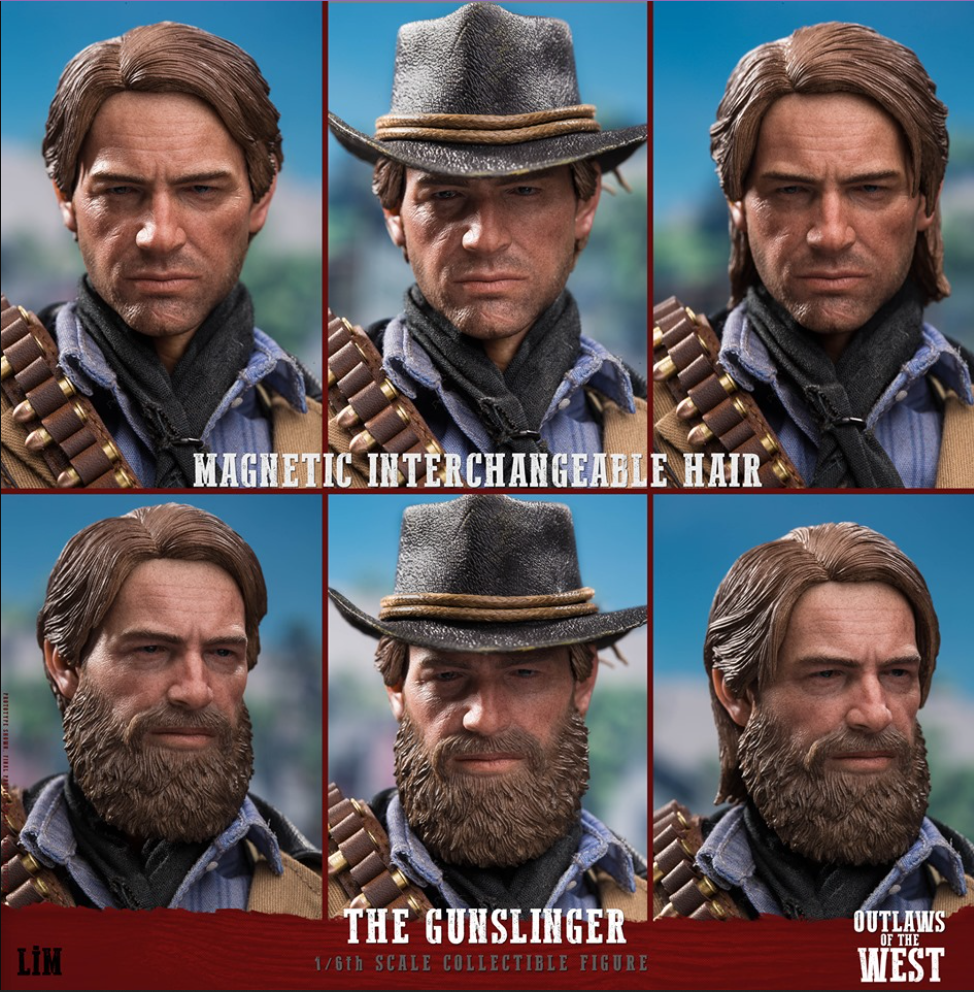 MAGNETIC INTERCHANGEABLE HAIR
THE GUNSLINGER
1/6th SCALE COLLECTIBLE FIGURE
LiM
OUTLAWS
OF THE
WEST